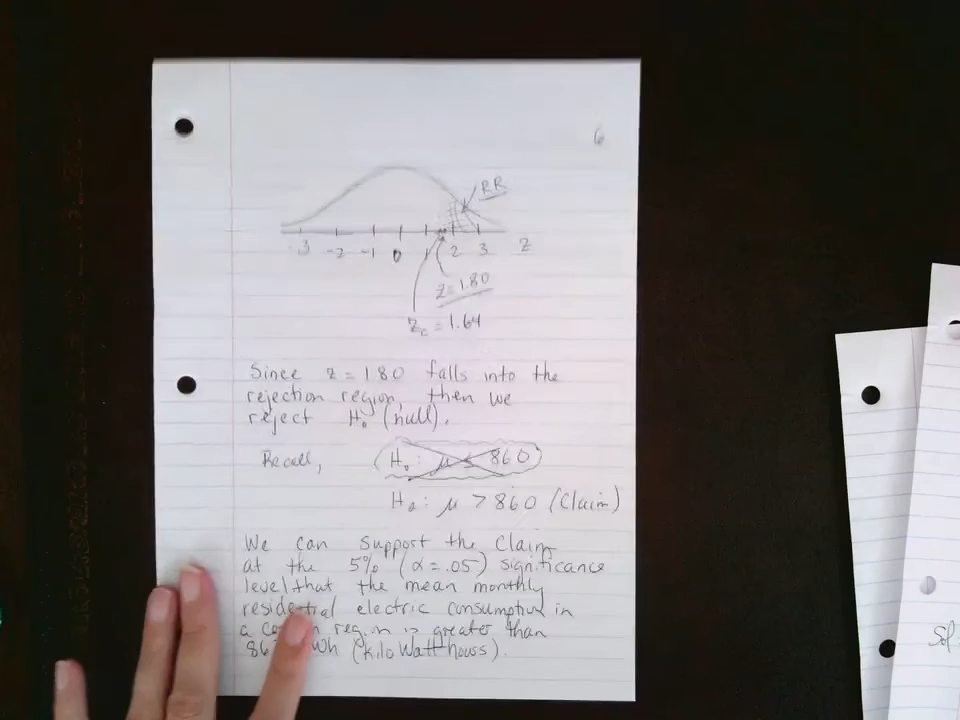 6
RR
-3 -2 -1 0 1 2 3 Z
Z=1.80
Zc = 1.64
Since z = 1.80 falls into the
rejection region, then we
reject H₀ (null).
Recall, H₀: μ ≤ 860
Hₐ: μ > 860 (Claim)
We can support the Claim
at the 5% (α = .05) significance
level that the mean monthly
residential electric consumption in
a region is greater than
(kiloWatt hours).
Sol